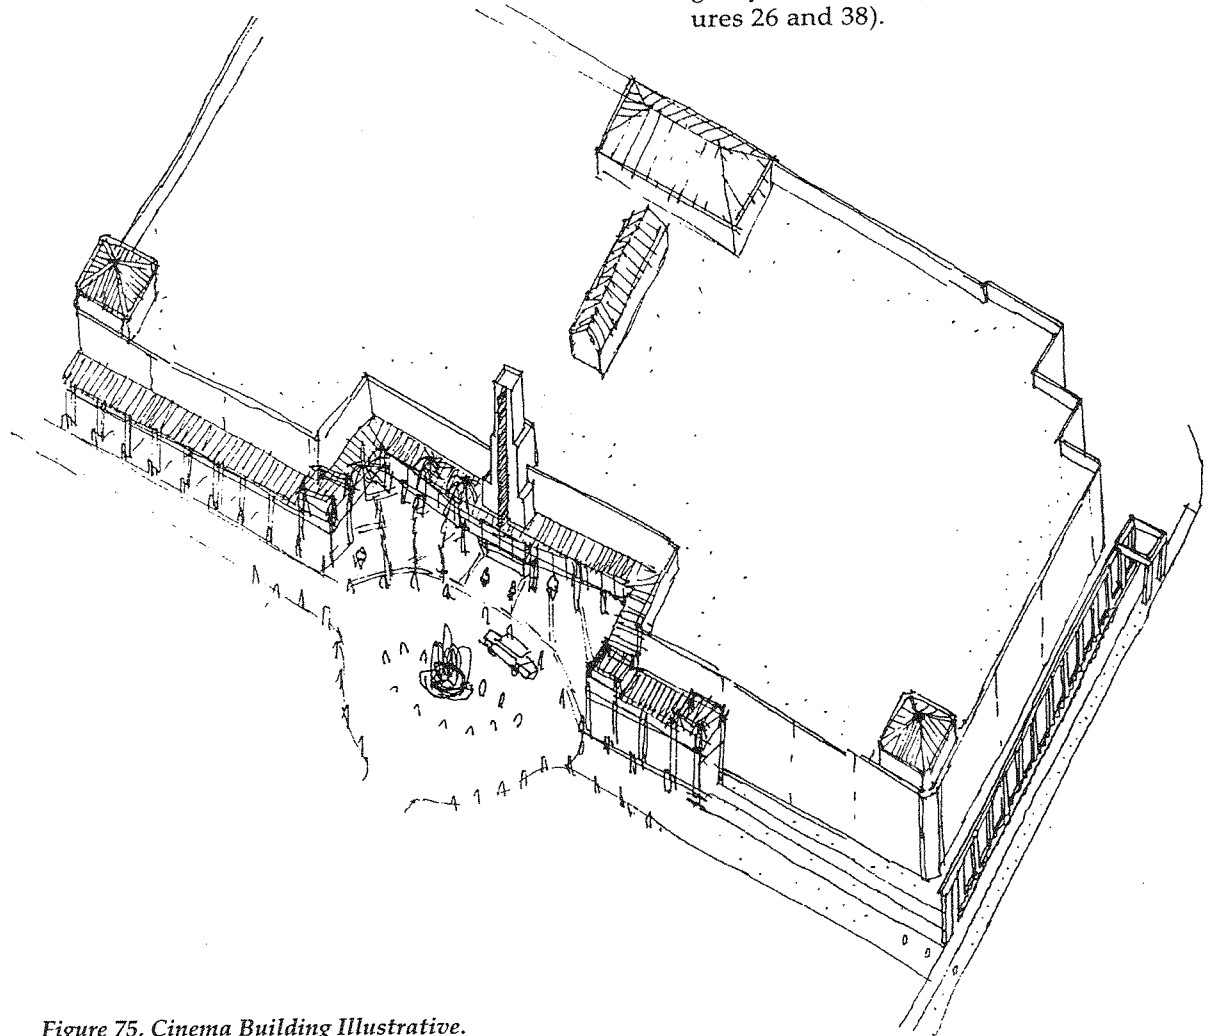 ures 26 and 38).
Figure 75. Cinema Building Illustrative.